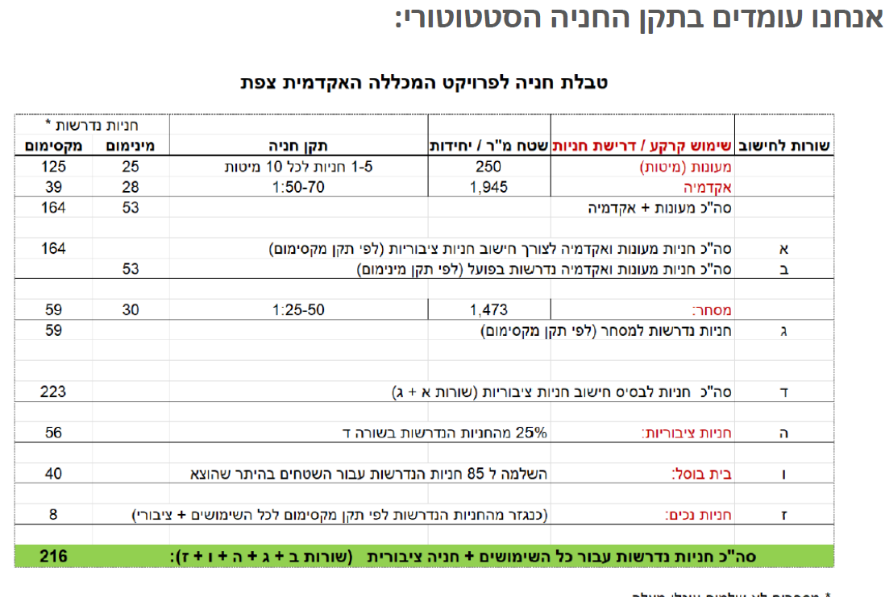 אנחנו עומדים בתקן החניה הסטטוטורי:
טבלת חניה לפרויקט המכללה האקדמית צפת
חניות נדרשות *
שורות לחישוב שימוש קרקע / דרישת חניות שטח מ"ר / יחידות תקן חניה מינימום מקסימום
מעונות (מיטות) 250 1-5 חניות לכל 10 מיטות 25 125
אקדמיה 1,945 1:50-70 28 39
סה"כ מעונות + אקדמיה 53 164
א סה"כ חניות מעונות ואקדמיה לצורך חישוב חניות ציבוריות (לפי תקן מקסימום) 164
ב סה"כ חניות מעונות ואקדמיה נדרשות בפועל (לפי תקן מינימום) 53
מסחר: 1,473 1:25-50 30 59
ג חניות נדרשות למסחר (לפי תקן מקסימום) 59
ד סה"כ חניות לבסיס חישוב חניות ציבוריות (שורות א + ג) 223
ה חניות ציבוריות: 25% מהחניות הנדרשות בשורה ד 56
ו בית בוסל: השלמה ל 85 חניות הנדרשות עבור השטחים בהיתר שהוצא 40
ז חניות נכים: (כנגזר מהחניות הנדרשות לפי תקן מקסימום לכל השימושים + ציבורי) 8
סה"כ חניות נדרשות עבור כל השימושים + חניה ציבורית (שורות ב + ג + ה + ו + ז): 216